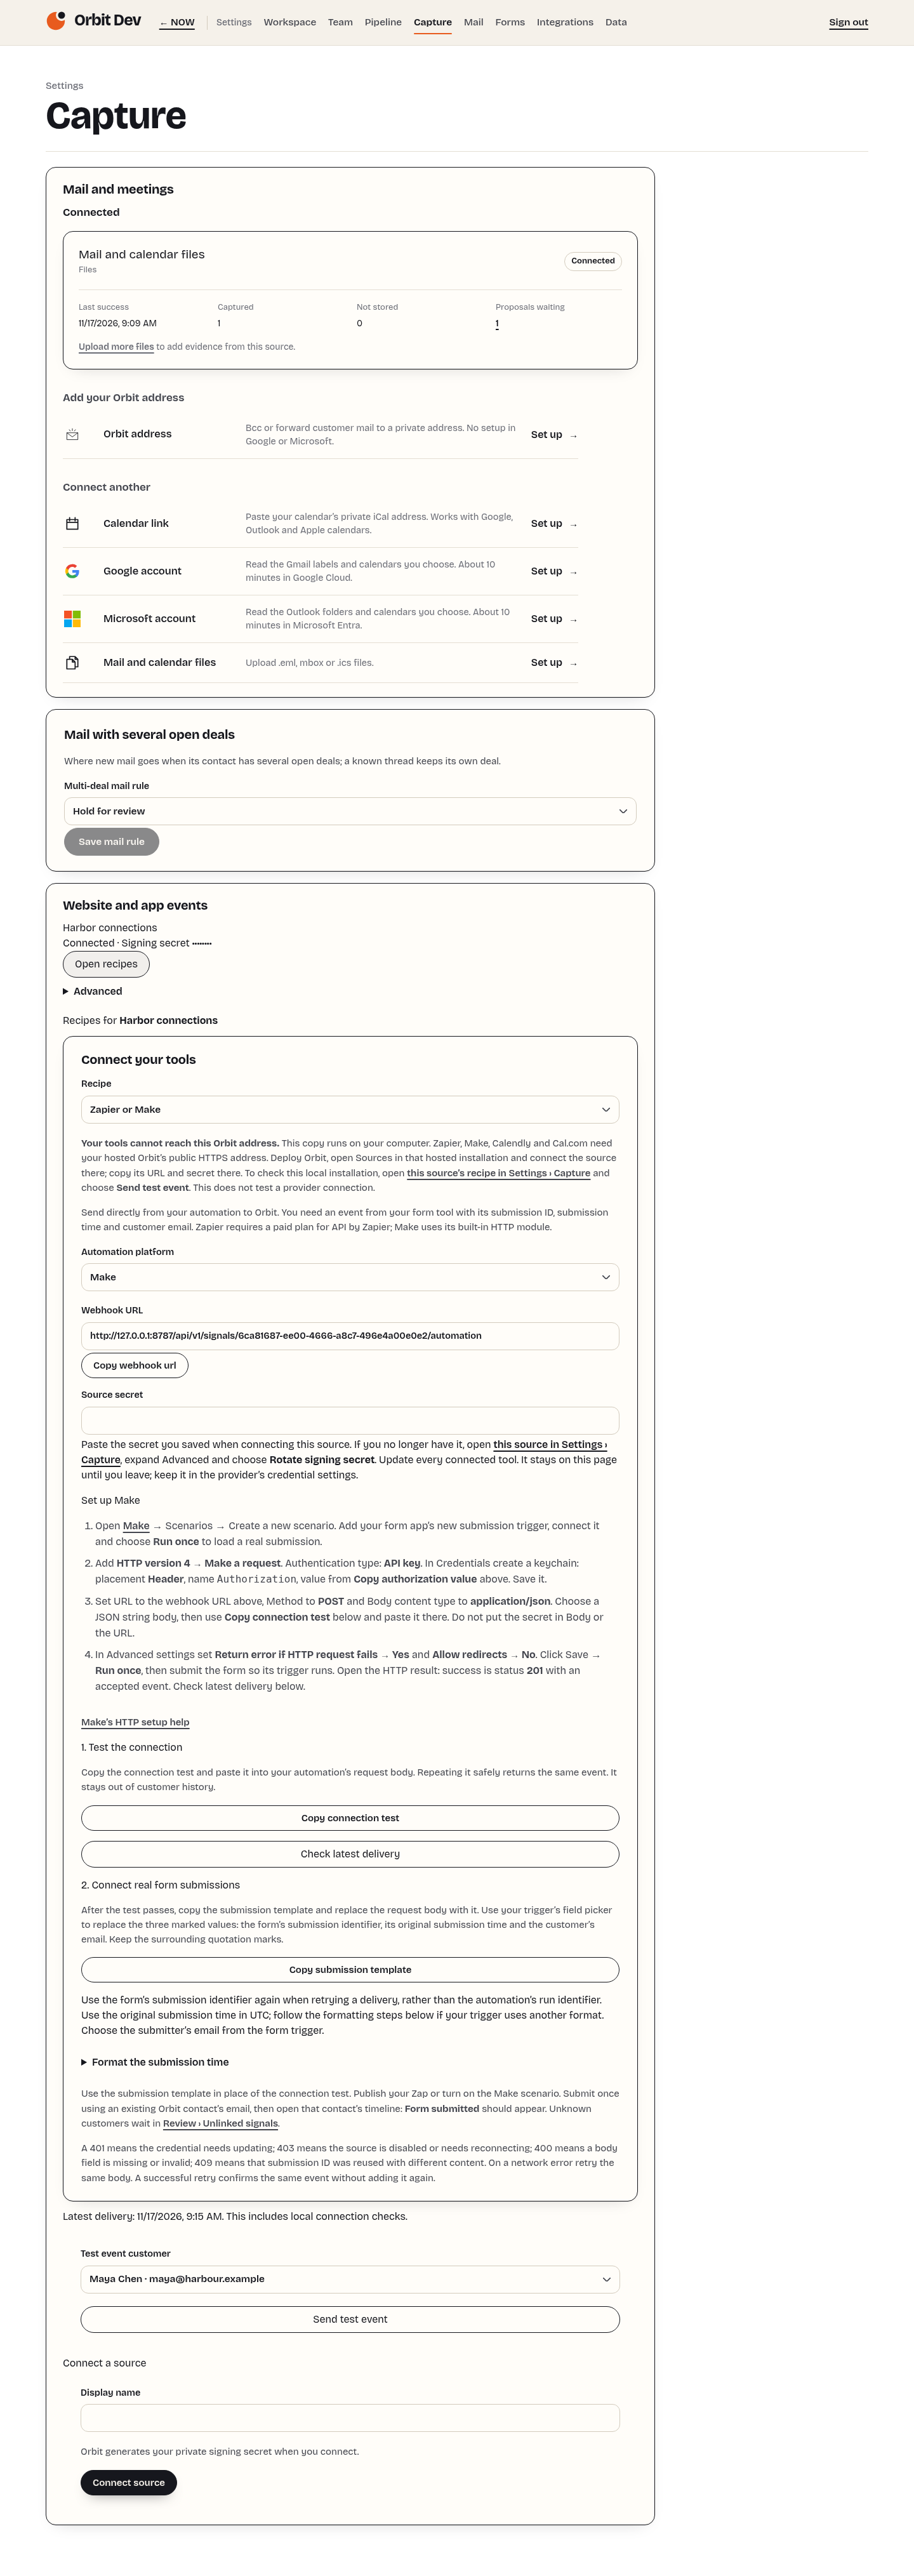 Orbit Dev
← NOW
Settings
Workspace
Team
Pipeline
Capture
Mail
Forms
Integrations
Data
Sign out
Settings
Capture
Mail and meetings
Connected
Mail and calendar files
Files
Connected
Last success
Captured
Not stored
Proposals waiting
11/17/2026, 9:09 AM
1
0
1
Upload more files to add evidence from this source.
Add your Orbit address
Orbit address
Bcc or forward customer mail to a private address. No setup in
Google or Microsoft.
Set up →
Connect another
Calendar link
Paste your calendar's private iCal address. Works with Google,
Outlook and Apple calendars.
Set up →
Google account
Read the Gmail labels and calendars you choose. About 10
minutes in Google Cloud.
Set up →
Microsoft account
Read the Outlook folders and calendars you choose. About 10
minutes in Microsoft Entra.
Set up →
Mail and calendar files
Upload .eml, mbox or .ics files.
Set up →
Mail with several open deals
Where new mail goes when its contact has several open deals; a known thread keeps its own deal.
Multi-deal mail rule
Hold for review
Save mail rule
Website and app events
Harbor connections
Connected · Signing secret ••••••••
Open recipes
Advanced
Recipes for Harbor connections
Connect your tools
Recipe
Zapier or Make
Your tools cannot reach this Orbit address. This copy runs on your computer. Zapier, Make, Calendly and Cal.com need
your hosted Orbit's public HTTPS address. Deploy Orbit, open Sources in that hosted installation and connect the source
there; copy its URL and secret there. To check this local installation, open this source's recipe in Settings › Capture and
choose Send test event. This does not test a provider connection.
Send directly from your automation to Orbit. You need an event from your form tool with its submission ID, submission
time and customer email. Zapier requires a paid plan for API by Zapier; Make uses its built-in HTTP module.
Automation platform
Make
Webhook URL
http://127.0.0.1:8787/api/v1/signals/6ca81687-ee00-4666-a8c7-496e4a00e0e2/automation
Copy webhook url
Source secret
Paste the secret you saved when connecting this source. If you no longer have it, open this source in Settings ›
Capture, expand Advanced and choose Rotate signing secret. Update every connected tool. It stays on this page
until you leave; keep it in the provider's credential settings.
Set up Make
1. Open Make → Scenarios → Create a new scenario. Add your form app's new submission trigger, connect it
and choose Run once to load a real submission.
2. Add HTTP version 4 → Make a request. Authentication type: API key. In Credentials create a keychain:
placement Header, name Authorization, value from Copy authorization value above. Save it.
3. Set URL to the webhook URL above, Method to POST and Body content type to application/json. Choose a
JSON string body, then use Copy connection test below and paste it there. Do not put the secret in Body or
the URL.
4. In Advanced settings set Return error if HTTP request fails → Yes and Allow redirects → No. Click Save →
Run once, then submit the form so its trigger runs. Open the HTTP result: success is status 201 with an
accepted event. Check latest delivery below.
Make's HTTP setup help
1. Test the connection
Copy the connection test and paste it into your automation's request body. Repeating it safely returns the same event. It
stays out of customer history.
Copy connection test
Check latest delivery
2. Connect real form submissions
After the test passes, copy the submission template and replace the request body with it. Use your trigger's field picker
to replace the three marked values: the form's submission identifier, its original submission time and the customer's
email. Keep the surrounding quotation marks.
Copy submission template
Use the form's submission identifier again when retrying a delivery, rather than the automation's run identifier.
Use the original submission time in UTC; follow the formatting steps below if your trigger uses another format.
Choose the submitter's email from the form trigger.
Format the submission time
Use the submission template in place of the connection test. Publish your Zap or turn on the Make scenario. Submit once
using an existing Orbit contact's email, then open that contact's timeline: Form submitted should appear. Unknown
customers wait in Review › Unlinked signals.
A 401 means the credential needs updating; 403 means the source is disabled or needs reconnecting; 400 means a body
field is missing or invalid; 409 means that submission ID was reused with different content. On a network error retry the
same body. A successful retry confirms the same event without adding it again.
Latest delivery: 11/17/2026, 9:15 AM. This includes local connection checks.
Test event customer
Maya Chen · maya@harbour.example
Send test event
Connect a source
Display name
Orbit generates your private signing secret when you connect.
Connect source